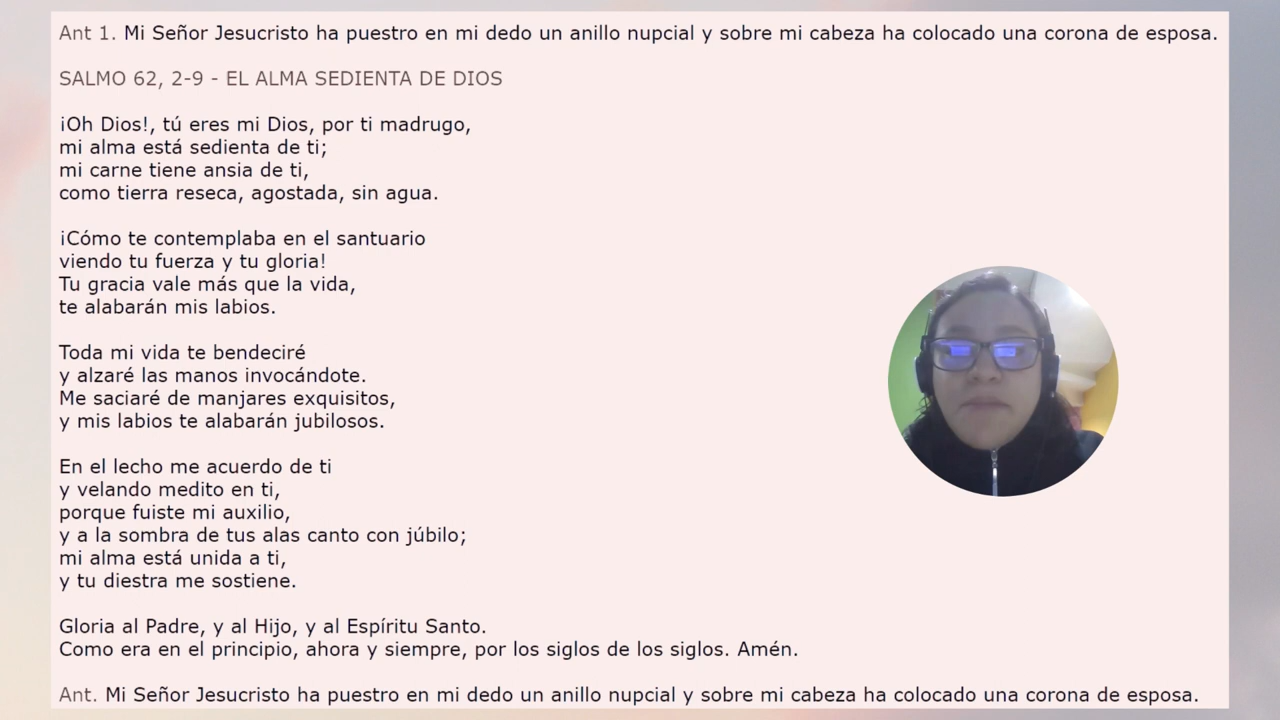 Ant 1. Mi Señor Jesucristo ha puestro en mi dedo un anillo nupcial y sobre mi cabeza ha colocado una corona de esposa.
SALMO 62, 2-9 - EL ALMA SEDIENTA DE DIOS
¡Oh Dios!, tú eres mi Dios, por ti madrugo,
mi alma está sedienta de ti;
mi carne tiene ansia de ti,
como tierra reseca, agostada, sin agua.
¡Cómo te contemplaba en el santuario
viendo tu fuerza y tu gloria!
Tu gracia vale más que la vida,
te alabarán mis labios.
Toda mi vida te bendeciré
y alzaré las manos invocándote.
Me saciaré de manjares exquisitos,
y mis labios te alabarán jubilosos.
En el lecho me acuerdo de ti
y velando medito en ti,
porque fuiste mi auxilio,
y a la sombra de tus alas canto con júbilo;
mi alma está unida a ti,
y tu diestra me sostiene.
Gloria al Padre, y al Hijo, y al Espíritu Santo.
Como era en el principio, ahora y siempre, por los siglos de los siglos. Amén.
Ant. Mi Señor Jesucristo ha puestro en mi dedo un anillo nupcial y sobre mi cabeza ha colocado una corona de esposa.